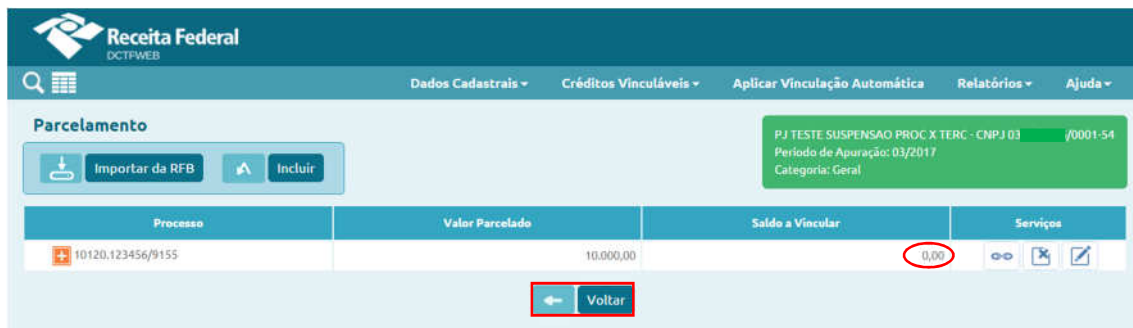 Receita Federal
DCTFWEB
Dados Cadastrais Créditos Vinculáveis Aplicar Vinculação Automática Relatórios Ajuda
Parcelamento
Importar da RFB Incluir
PJ TESTE SUSPENSAO PROC X TERC - CNPJ 03 /0001-54
Período de Apuração: 03/2017
Categoria: Geral
Processo Valor Parcelado Saldo a Vincular Serviços
10120.123456/9155 10.000,00 0,00
Voltar